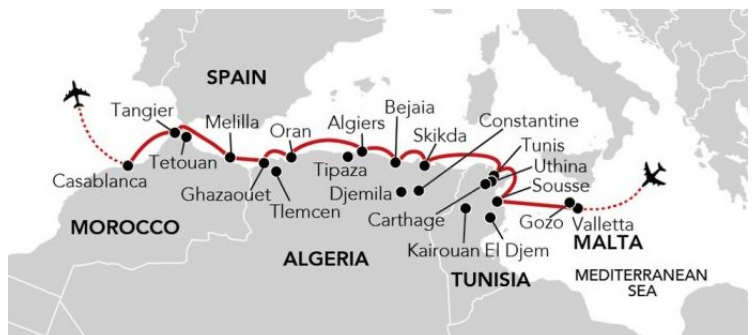 SPAIN
Tangier
Melilla
Oran
Algiers
Bejaia
Constantine
Skikda
Tetouan
Tunis
Uthina
Casablanca
Ghazaouet
Tipaza
Djemila
Sousse
Tlemcen
Carthage
Gozo
Valletta
MOROCCO
MALTA
Kairouan
El Djem
ALGERIA
TUNISIA
MEDITERRANEAN
SEA